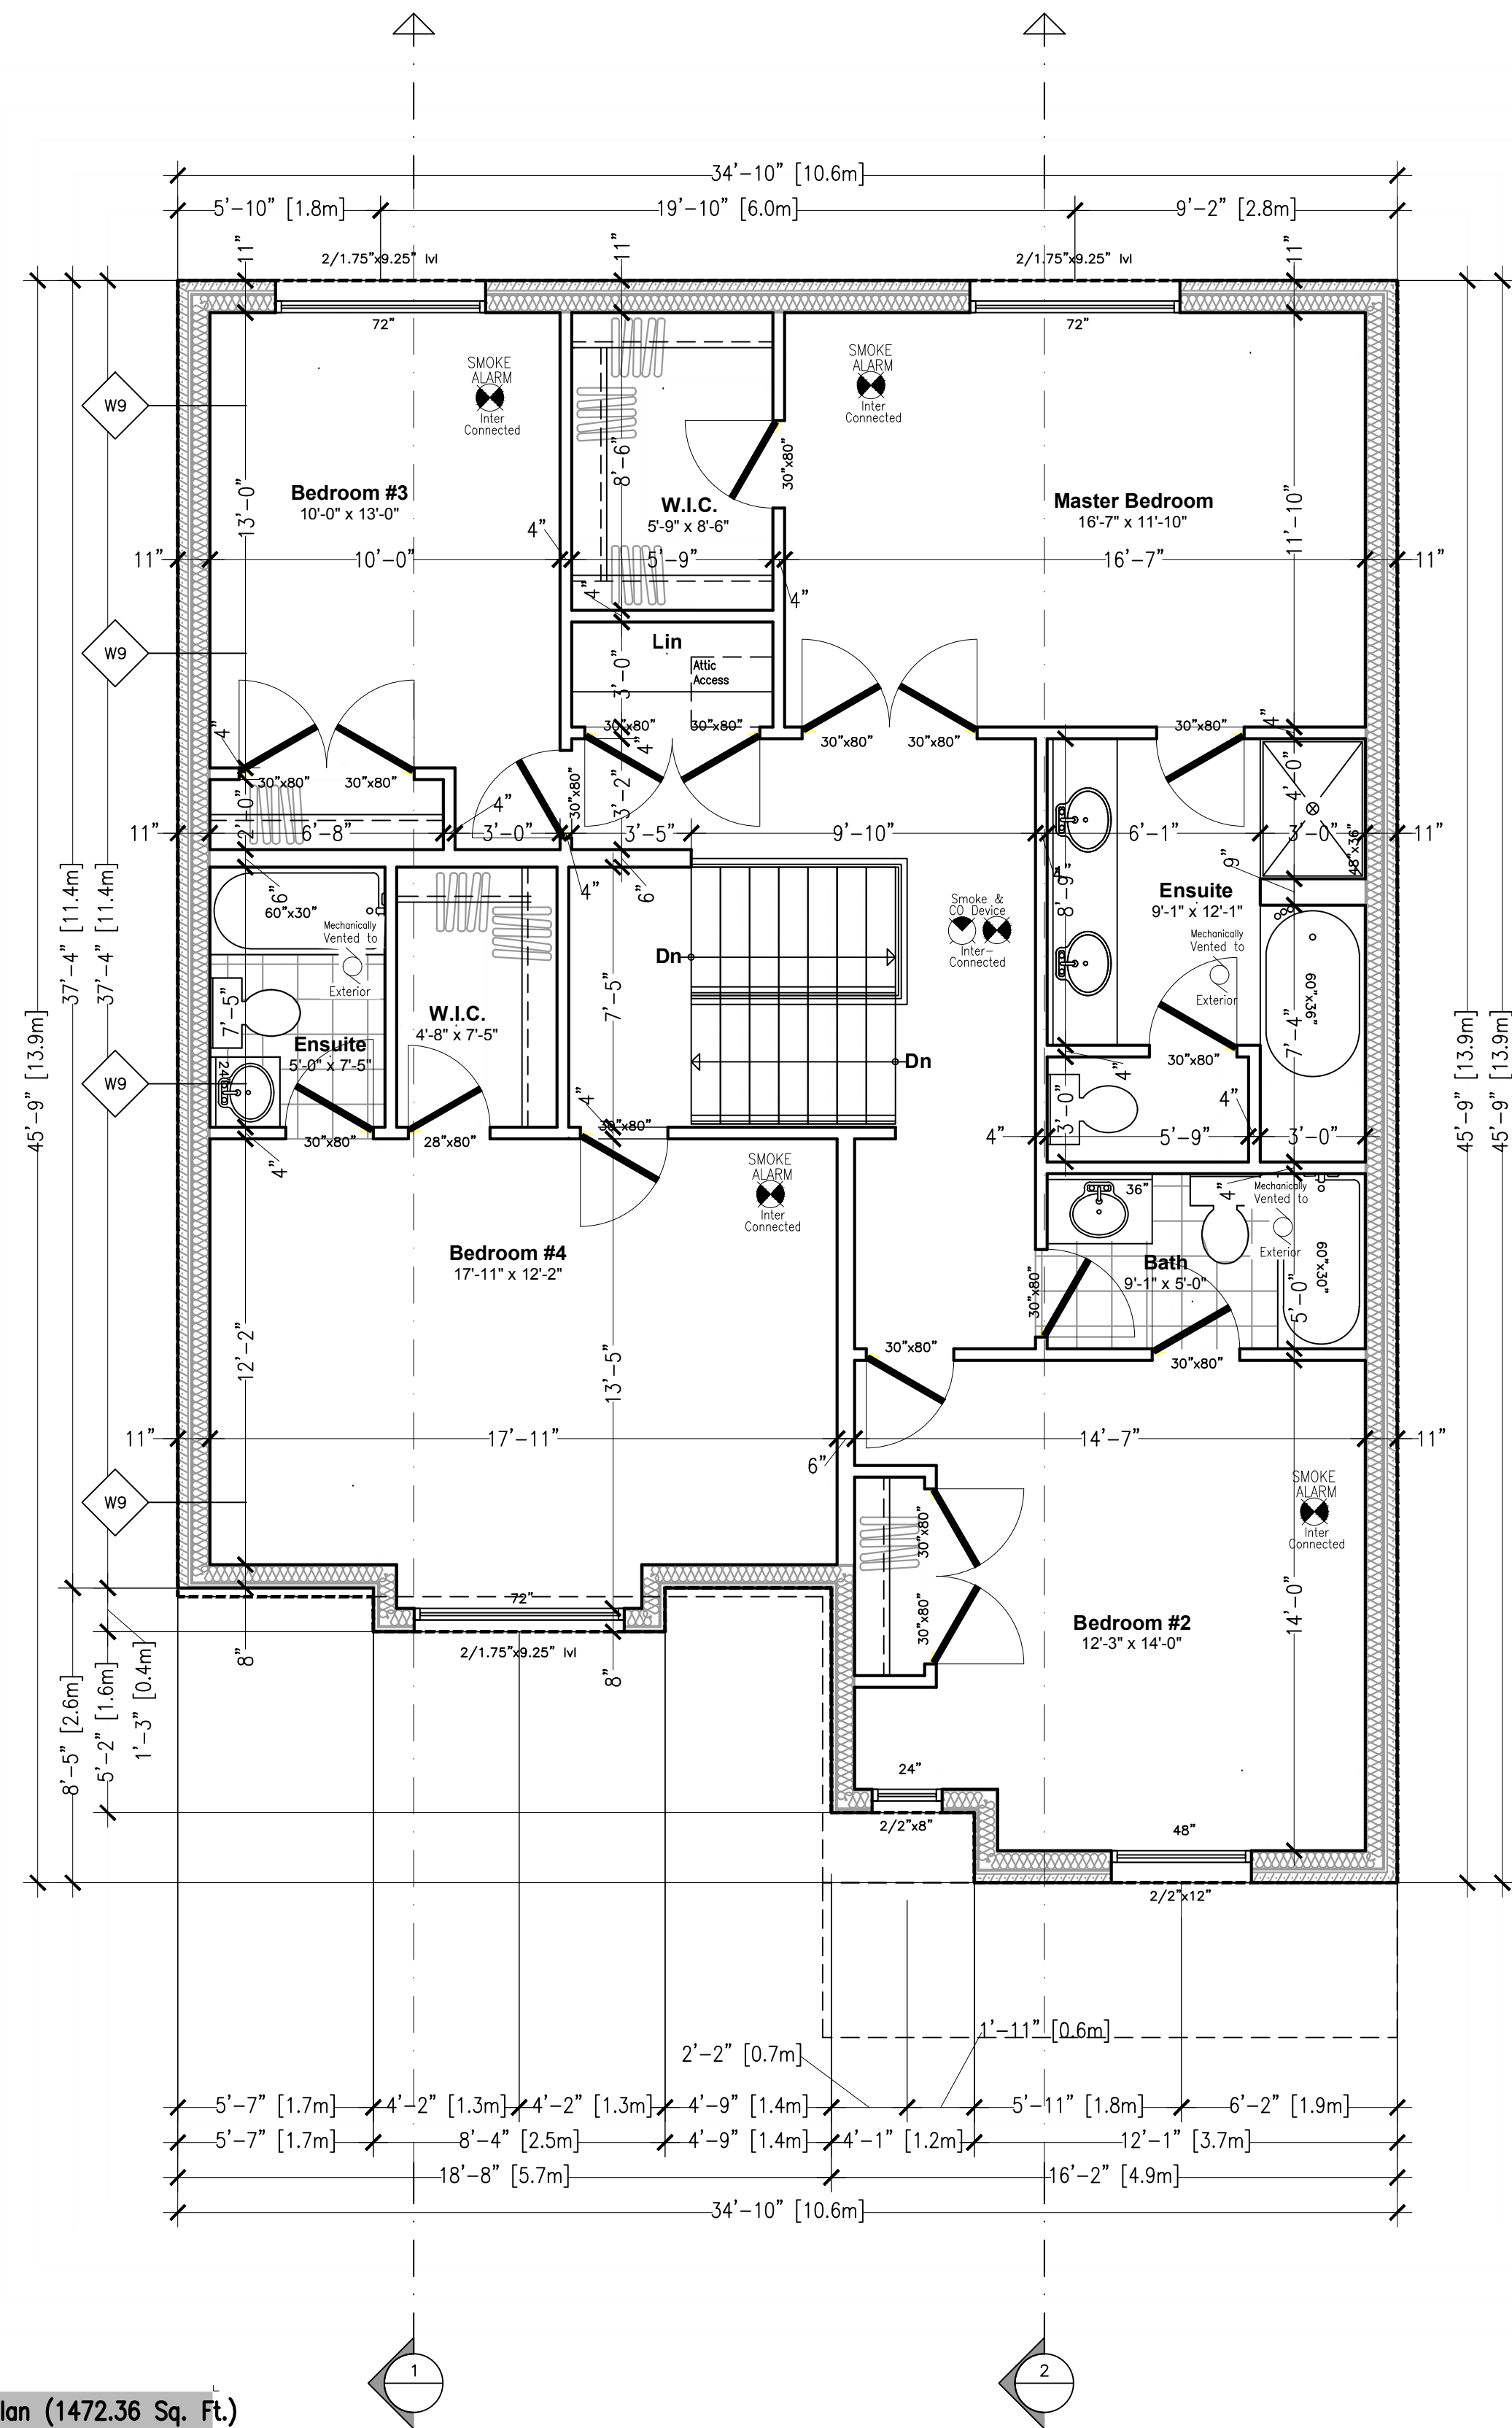 34'-10" [10.6m]
5'-10" [1.8m]
19'-10" [6.0m]
9'-2" [2.8m]
11"
11"
11"
2/1.75"x9.25" lvl
2/1.75"x9.25" lvl
72"
72"
SMOKE
ALARM
Inter
Connected
SMOKE
ALARM
Inter
Connected
W9
8'-6"
30"x80"
Bedroom #3
10'-0" x 13'-0"
13'-0"
W.I.C.
5'-9" x 8'-6"
Master Bedroom
16'-7" x 11'-10"
11'-10"
4"
11"
10'-0"
5'-9"
16'-7"
11"
4"
4"
Lin
W9
3'-0"
Attic
Access
4"
30"x80"
30"x80"
30"x80"
30"x80"
30"x80"
4"
4"
30"x80"
30"x80"
30"x80"
3'-2"
4'-0"
4"
2'-0"
11"
6'-8"
3'-0"
3'-5"
9'-10"
6'-1"
3'-0"
11"
48"x36"
9"
4"
8'-9"
6"
4"
6"
Ensuite
9'-1" x 12'-1"
60"x30"
Mechanically
Vented to
Exterior
Smoke &
CO Device
Inter-
Connected
Mechanically
Vented to
Exterior
60"x36"
37'-4" [11.4m]
37'-4" [11.4m]
Dn
7'-5"
7'-5"
W.I.C.
4'-8" x 7'-5"
Ensuite
5'-0" x 7'-5"
7'-4"
Dn
30"x80"
4"
45'-9" [13.9m]
W9
24"
4"
4"
30"x80"
30"x80"
28"x80"
4"
3'-0"
4"
5'-9"
3'-0"
45'-9" [13.9m]
45'-9" [13.9m]
4"
SMOKE
ALARM
Inter
Connected
36"
4"
Mechanically
Vented to
Exterior
Bedroom #4
17'-11" x 12'-2"
Bath
9'-1" x 5'-0"
60"x30"
30"x80"
5'-0"
12'-2"
13'-5"
30"x80"
30"x80"
11"
17'-11"
6"
14'-7"
11"
W9
SMOKE
ALARM
Inter
Connected
30"x80"
30"x80"
14'-0"
72"
Bedroom #2
12'-3" x 14'-0"
2/1.75"x9.25" lvl
8"
8"
8'-5" [2.6m]
5'-2" [1.6m]
1'-3" [0.4m]
24"
2/2"x8"
48"
2/2"x12"
1'-11" [0.6m]
2'-2" [0.7m]
5'-7" [1.7m]
4'-2" [1.3m]
4'-2" [1.3m]
4'-9" [1.4m]
5'-11" [1.8m]
6'-2" [1.9m]
5'-7" [1.7m]
8'-4" [2.5m]
4'-9" [1.4m]
4'-1" [1.2m]
12'-1" [3.7m]
18'-8" [5.7m]
16'-2" [4.9m]
34'-10" [10.6m]
1
2
lan (1472.36 Sq. Ft.)